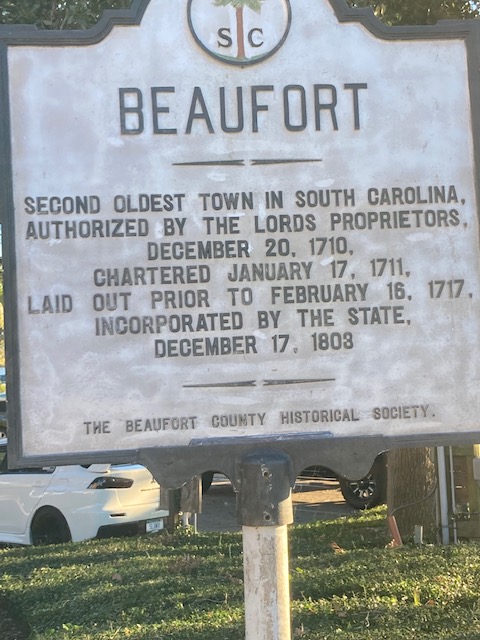 S C
BEAUFORT
SECOND OLDEST TOWN IN SOUTH CAROLINA,
AUTHORIZED BY THE LORDS PROPRIETORS,
DECEMBER 20, 1710,
CHARTERED JANUARY 17, 1711,
LAID OUT PRIOR TO FEBRUARY 16, 1717,
INCORPORATED BY THE STATE,
DECEMBER 17, 1803
THE BEAUFORT COUNTY HISTORICAL SOCIETY.